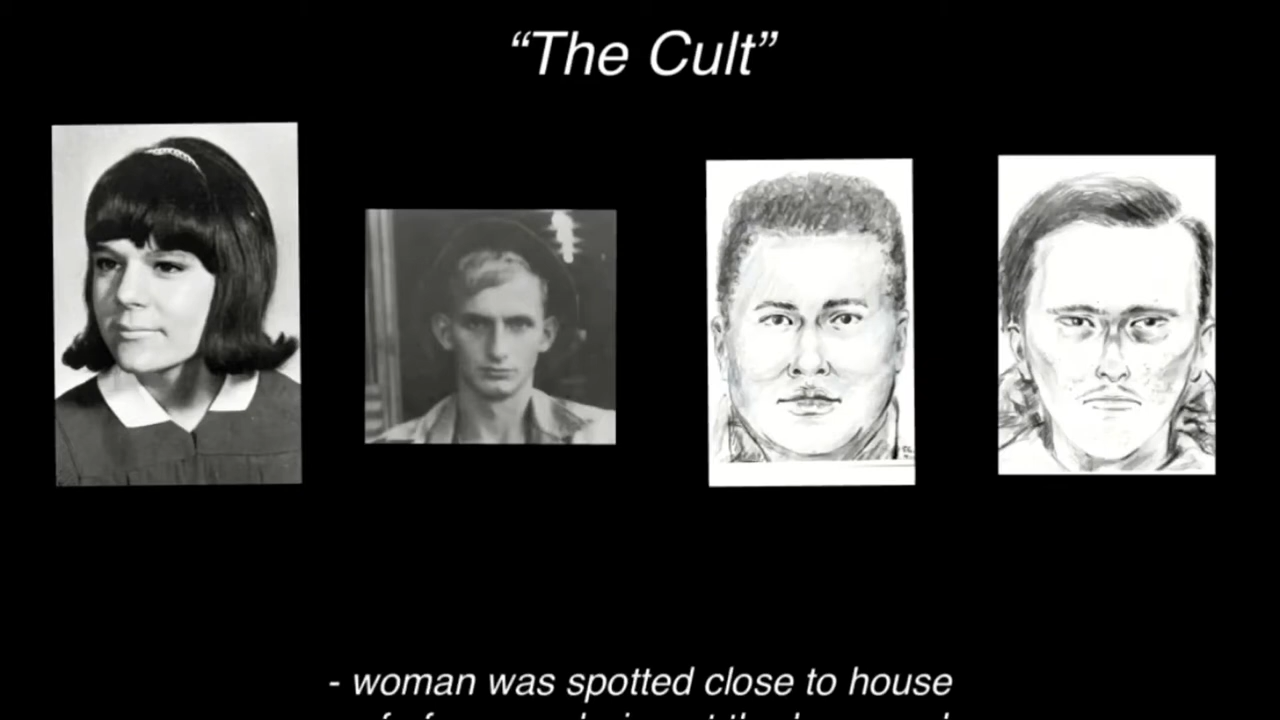 “The Cult”
- woman was spotted close to house